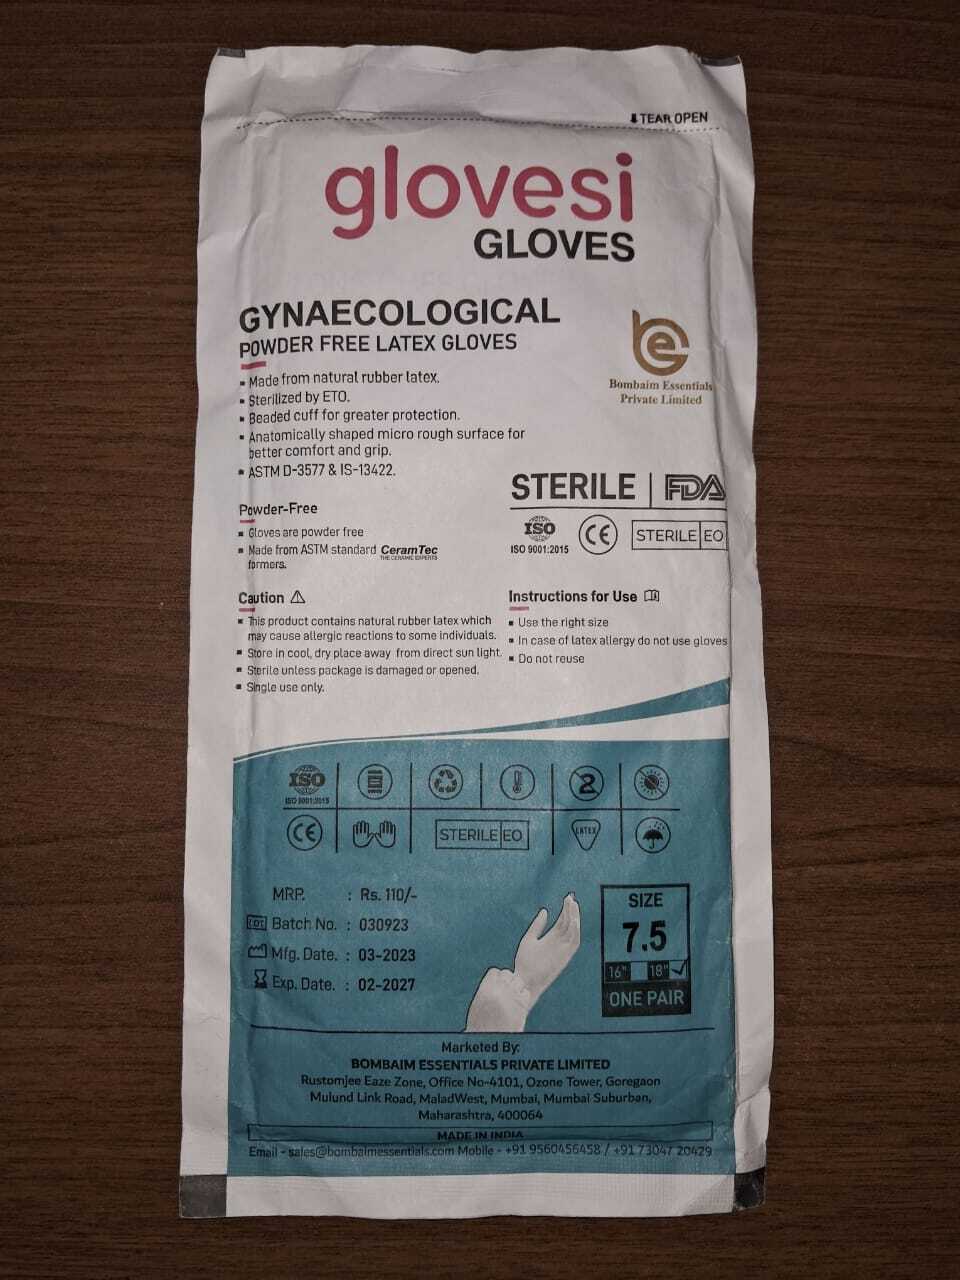 TEAR OPEN
glovesi
GLOVES
GYNAECOLOGICAL
POWDER FREE LATEX GLOVES
Made from natural rubber latex.
Sterilized by ETO.
Beaded cuff for greater protection.
Anatomically shaped micro rough surface for
better comfort and grip.
ASTM D-3577 & IS-13422.
Bombaim Essentials
Private Limited
STERILE | FDA
ISO
ISO 9001:2015
CE
STERILE EO
Powder-Free
Gloves are powder free
Made from ASTM standard CeramTec
THE CERAMIC EXPERTS
formers.
Caution
This product contains natural rubber latex which
may cause allergic reactions to some individuals.
Store in cool, dry place away from direct sun light.
Sterile unless package is damaged or opened.
Single use only.
Instructions for Use
Use the right size
In case of latex allergy do not use gloves
Do not reuse
ISO
ISO 9001:2015
2
CE
STERILE EO
LATEX
MRP. : Rs. 110/-
LOT Batch No. : 030923
Mfg. Date. : 03-2023
Exp. Date. : 02-2027
SIZE
7.5
16" 18"
ONE PAIR
Marketed By:
BOMBAIM ESSENTIALS PRIVATE LIMITED
Rustomjee Eaze Zone, Office No-4101, Ozone Tower, Goregaon
Mulund Link Road, MaladWest, Mumbai, Mumbai Suburban,
Maharashtra, 400064
MADE IN INDIA
Email - sales@bombaimessentials.com Mobile - +91 9560456458 / +91 73047 20429